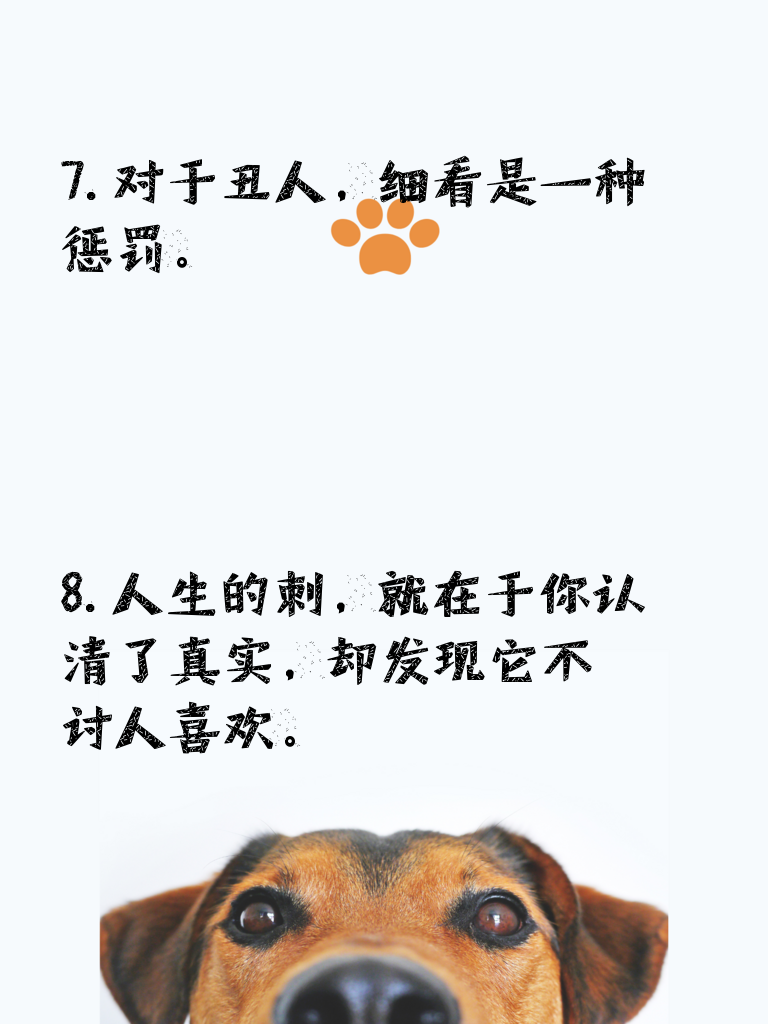 7.对于丑人，细看是一种
惩罚。
8.人生的刺，就在于你认
清了真实，却发现它不
讨人喜欢。